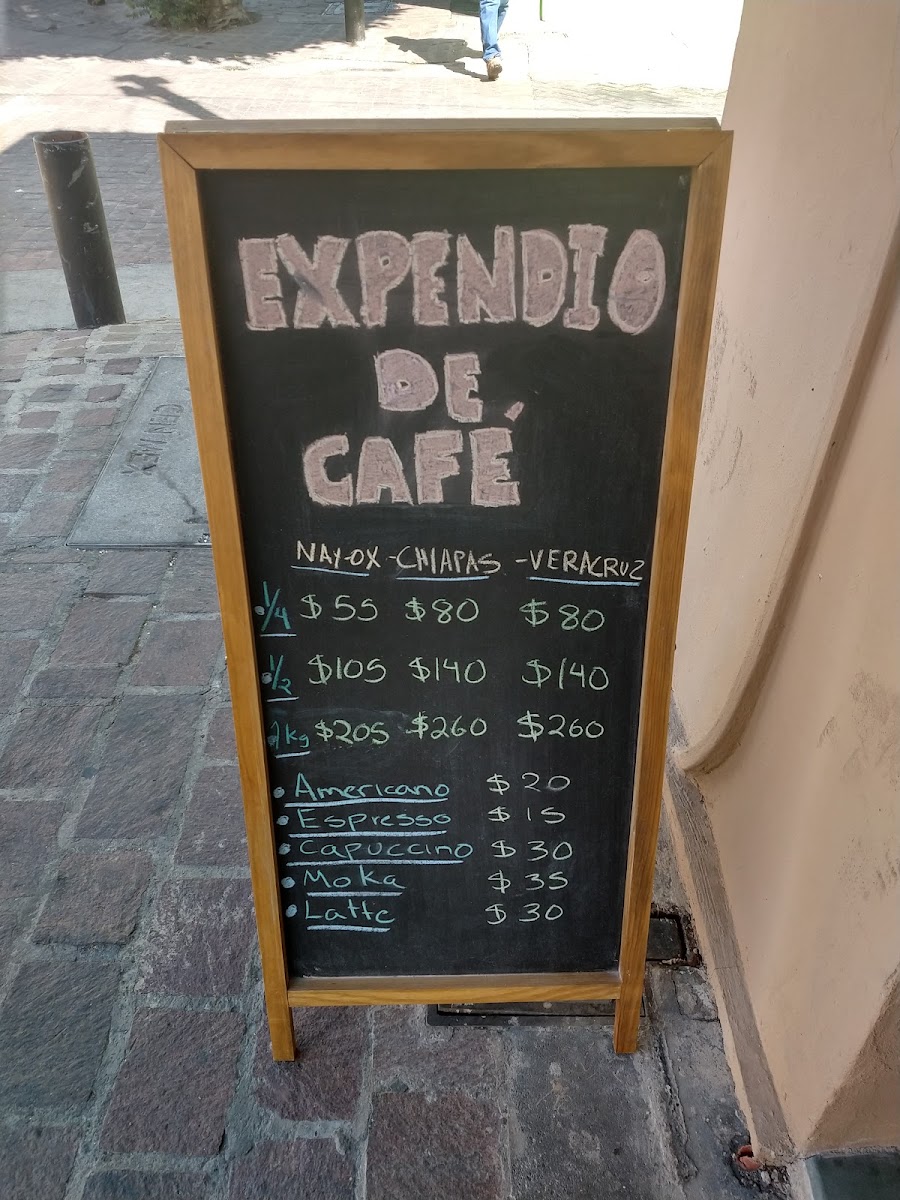 EXPENDIO
DE
CAFÉ
NAY-OX - CHIAPAS - VERACRUZ
• 1/4 $55 $80 $80
• 1/2 $105 $140 $140
• 1kg $205 $260 $260
• Americano $20
• Espresso $15
• Capuccino $30
• Moka $35
• Latte $30